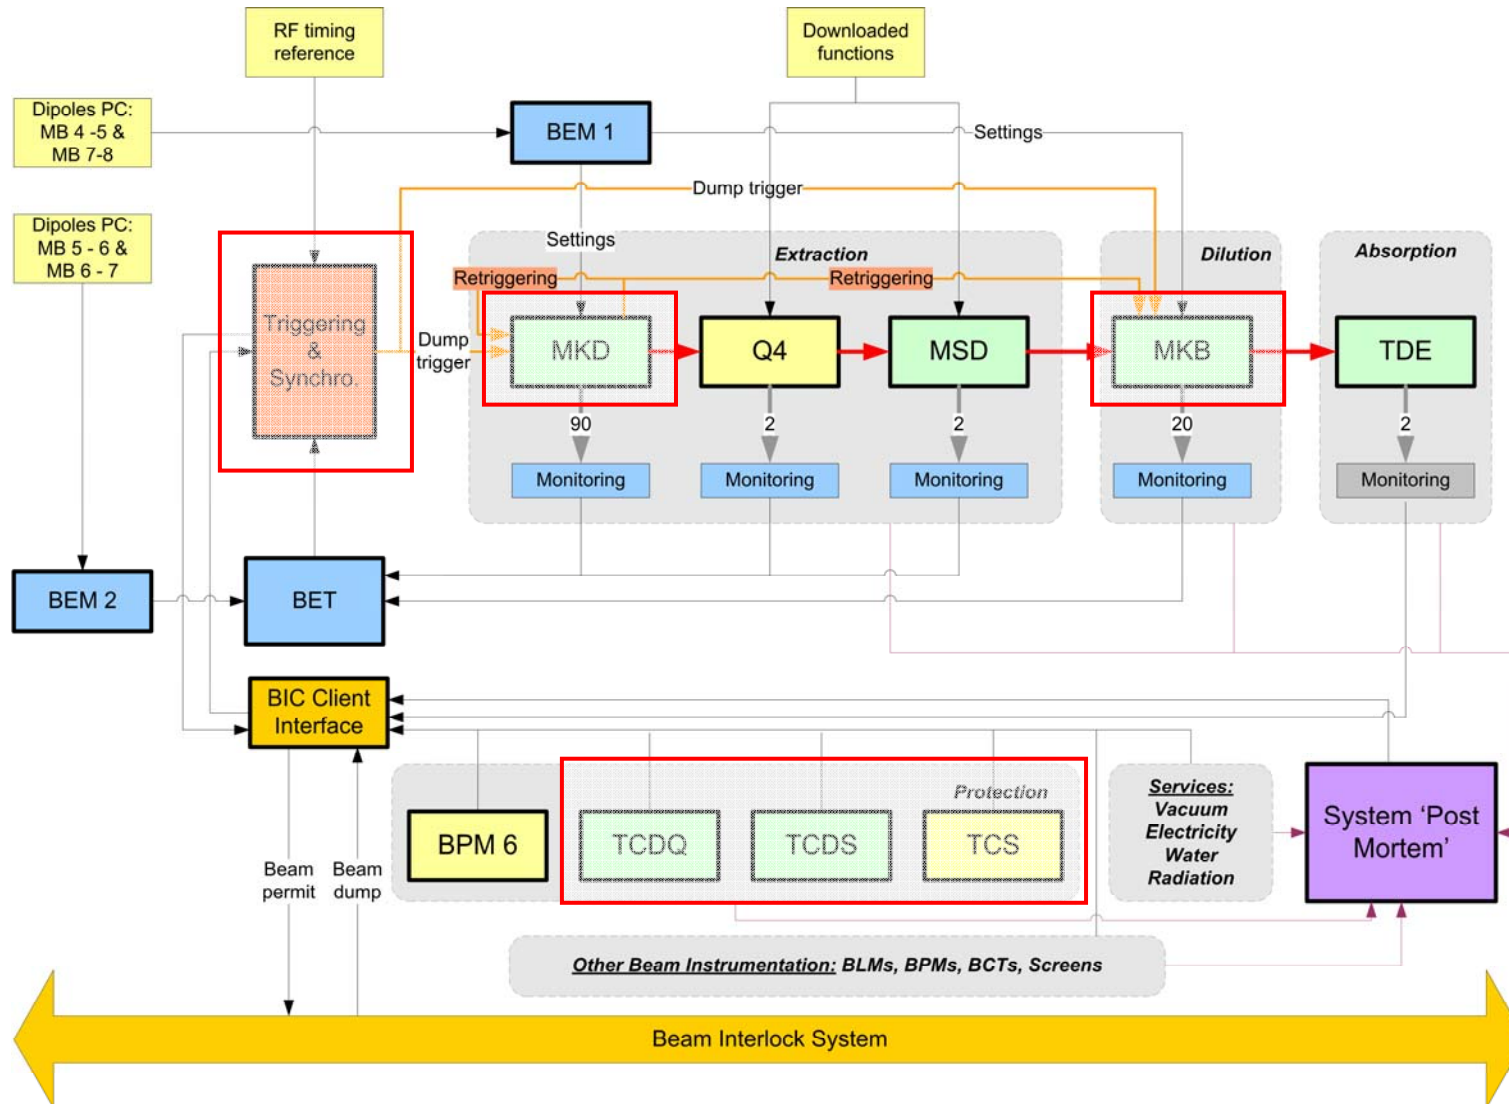 RF timing
reference
Downloaded
functions
Dipoles PC:
MB 4 -5 &
MB 7-8
BEM 1
Settings
Dump trigger
Dipoles PC:
MB 5 - 6 &
MB 6 - 7
Settings
Extraction
Dilution
Absorption
Retriggering
Retriggering
Triggering
&
Synchro.
Dump
trigger
MKD
Q4
MSD
MKB
TDE
90
2
2
20
2
Monitoring
Monitoring
Monitoring
Monitoring
Monitoring
BEM 2
BET
BIC Client
Interface
Protection
BPM 6
TCDQ
TCDS
TCS
Services:
Vacuum
Electricity
Water
Radiation
System ‘Post
Mortem’
Beam
permit
Beam
dump
Other Beam Instrumentation: BLMs, BPMs, BCTs, Screens
Beam Interlock System